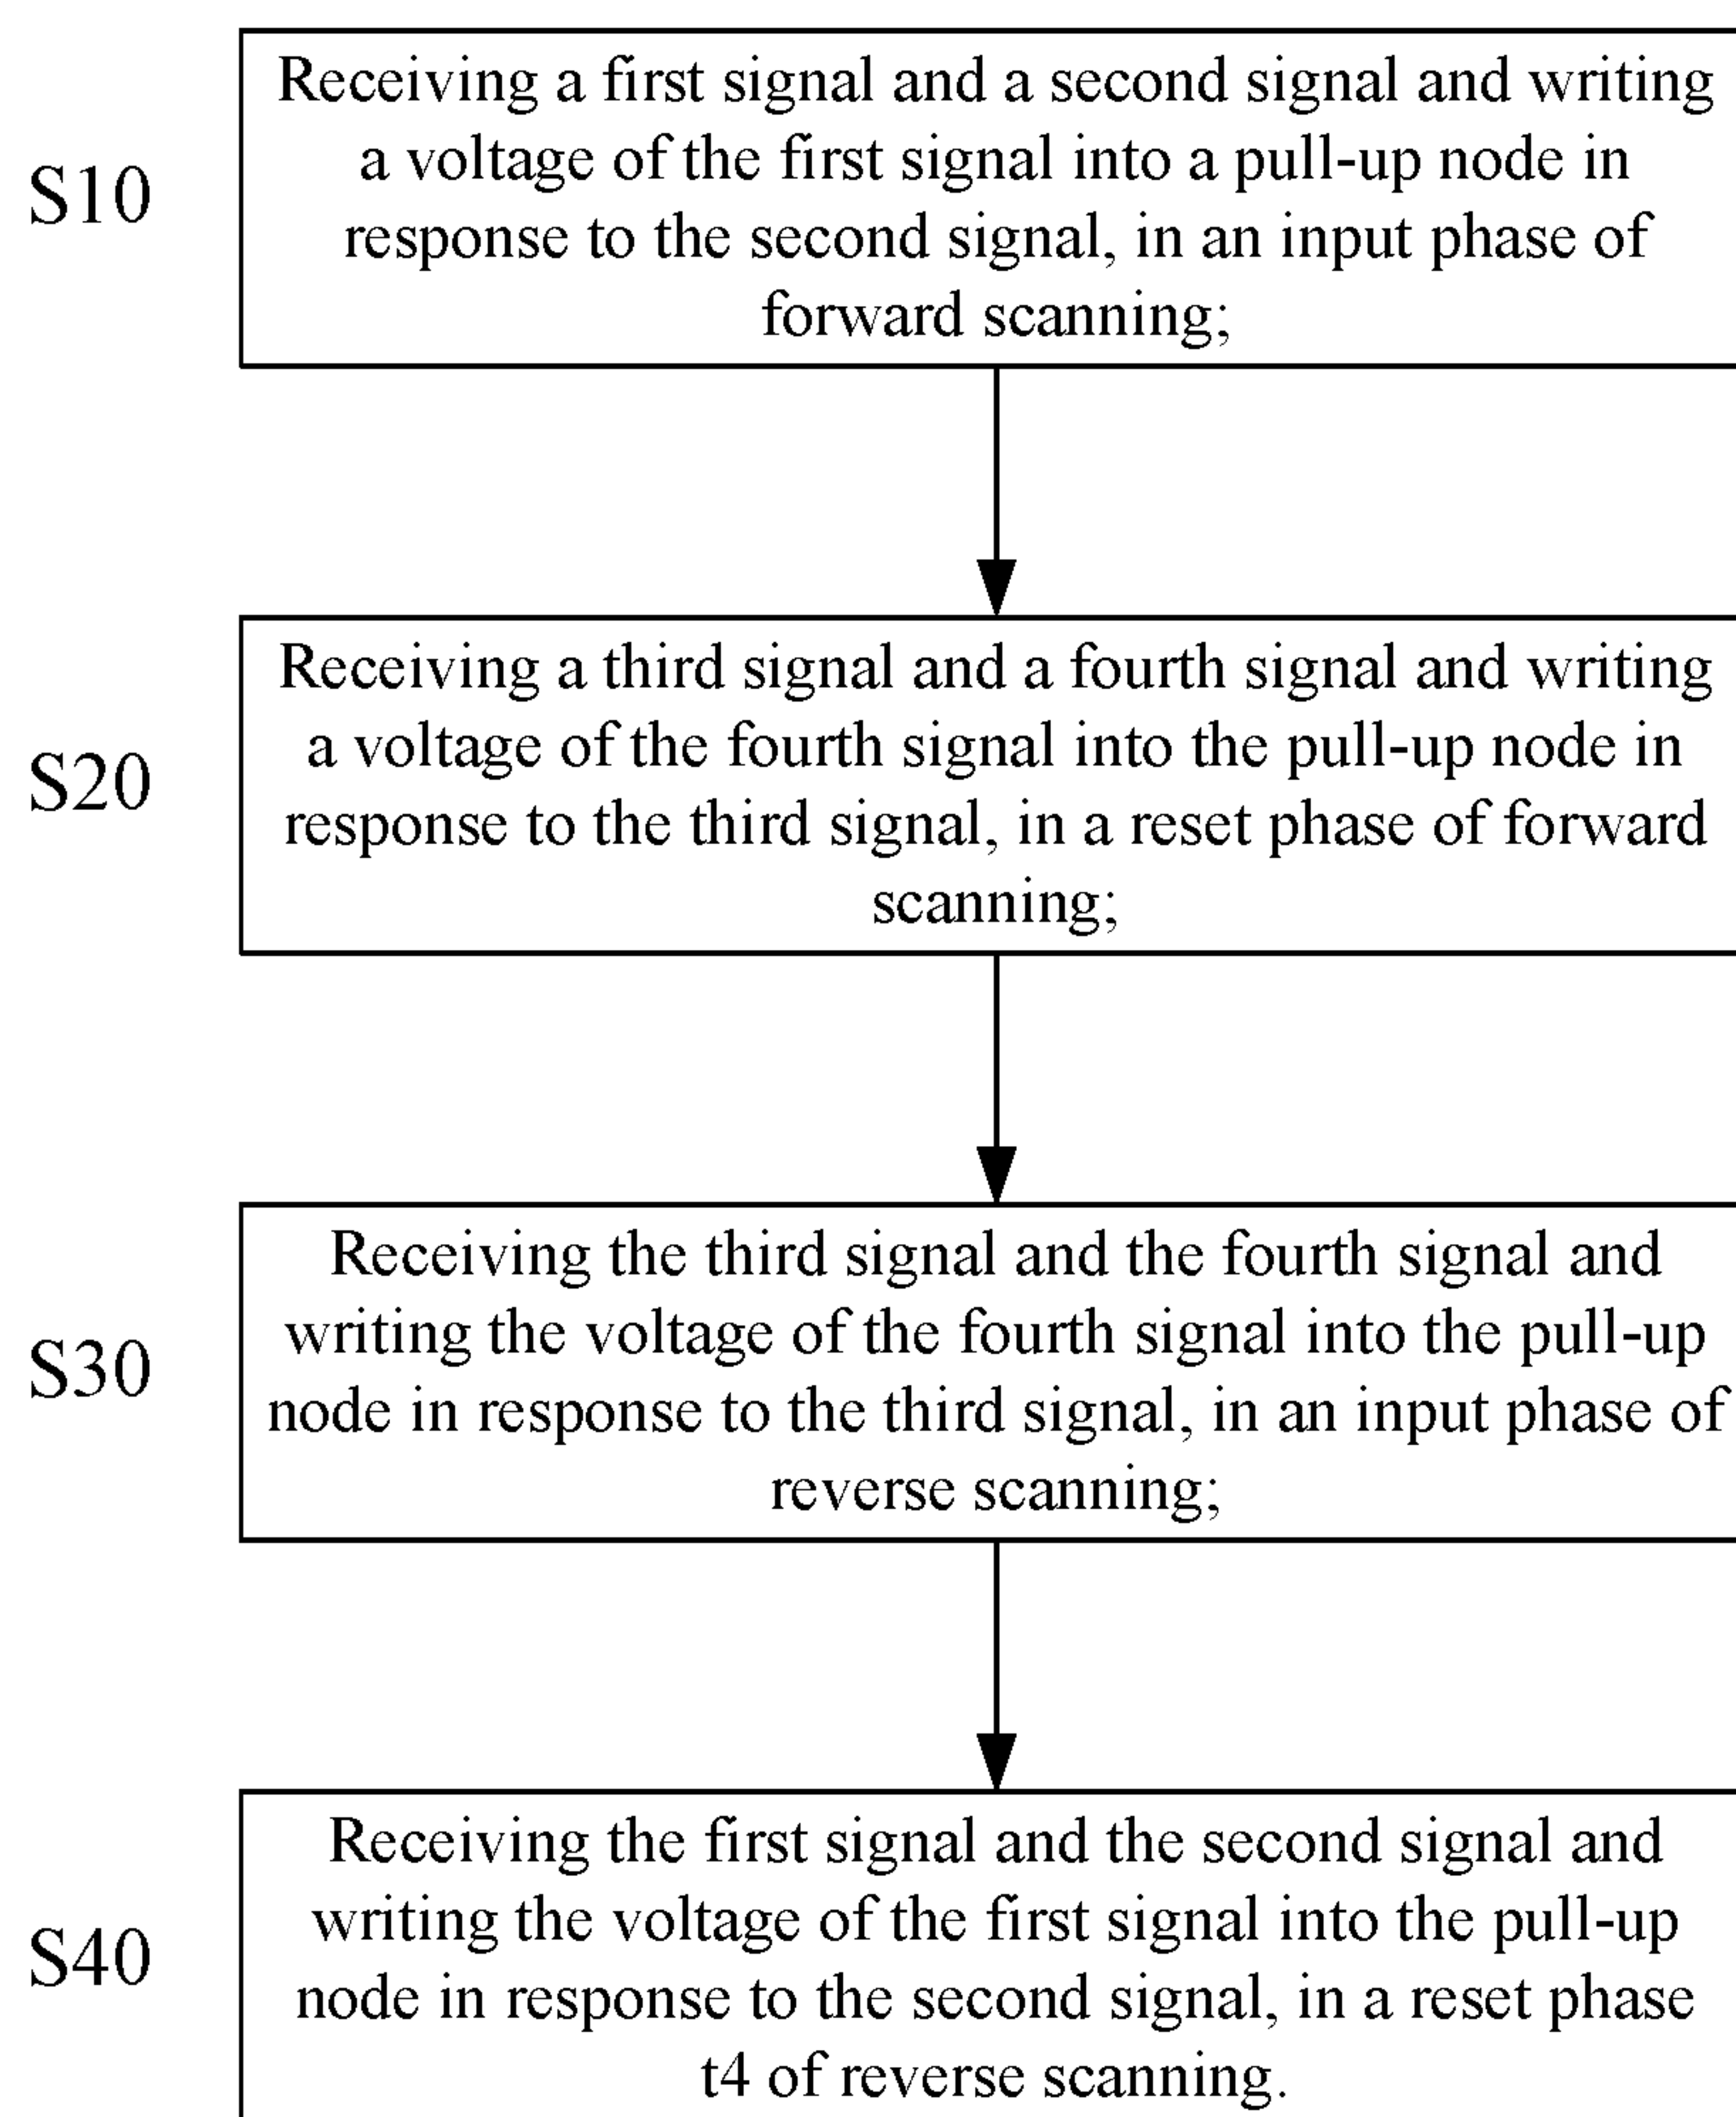 S10
Receiving a first signal and a second signal and writing
a voltage of the first signal into a pull-up node in
response to the second signal, in an input phase of
forward scanning;
S20
Receiving a third signal and a fourth signal and writing
a voltage of the fourth signal into the pull-up node in
response to the third signal, in a reset phase of forward
scanning;
S30
Receiving the third signal and the fourth signal and
writing the voltage of the fourth signal into the pull-up
node in response to the third signal, in an input phase of
reverse scanning;
S40
Receiving the first signal and the second signal and
writing the voltage of the first signal into the pull-up
node in response to the second signal, in a reset phase
t4 of reverse scanning.